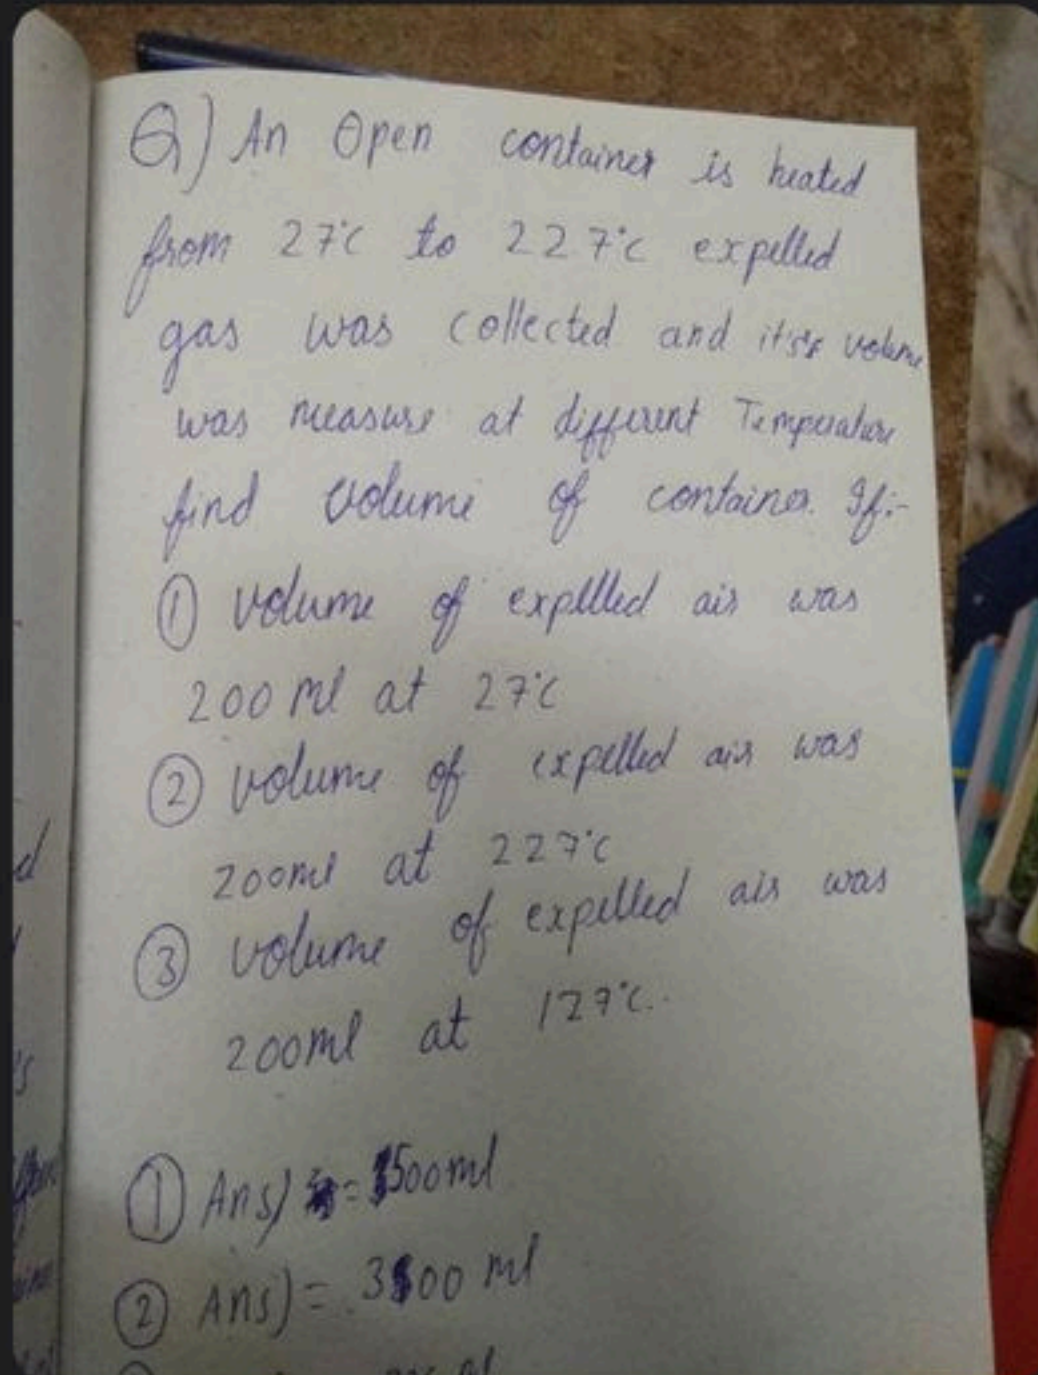 Q) An Open container is heated
from 27°c to 227°c expelled
gas was collected and its volume
was measure at different Temperature
find volume of container. If:-
① volume of expellled air was
200 ml at 27°c
② volume of expelled air was
200ml at 227°c
③ volume of expelled air was
200ml at 127°c.
① Ans) = 500ml
② Ans) = 300 ml